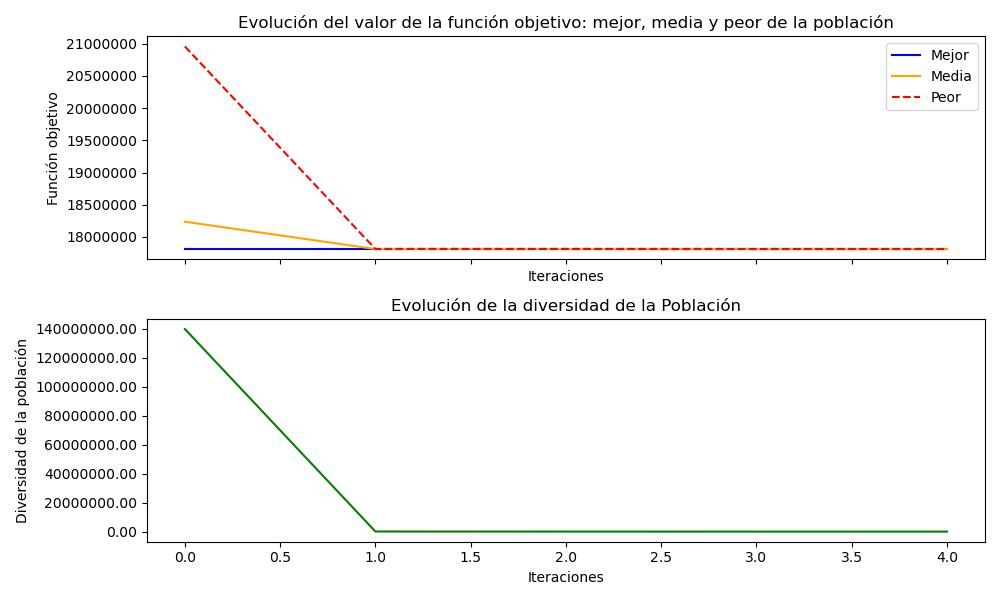 Evolución del valor de la función objetivo: mejor, media y peor de la población
Función objetivo
21000000
20500000
20000000
19500000
19000000
18500000
18000000
Mejor
Media
Peor
Iteraciones
Evolución de la diversidad de la Población
Diversidad de la población
140000000.00
120000000.00
100000000.00
80000000.00
60000000.00
40000000.00
20000000.00
0.00
0.0 0.5 1.0 1.5 2.0 2.5 3.0 3.5 4.0
Iteraciones